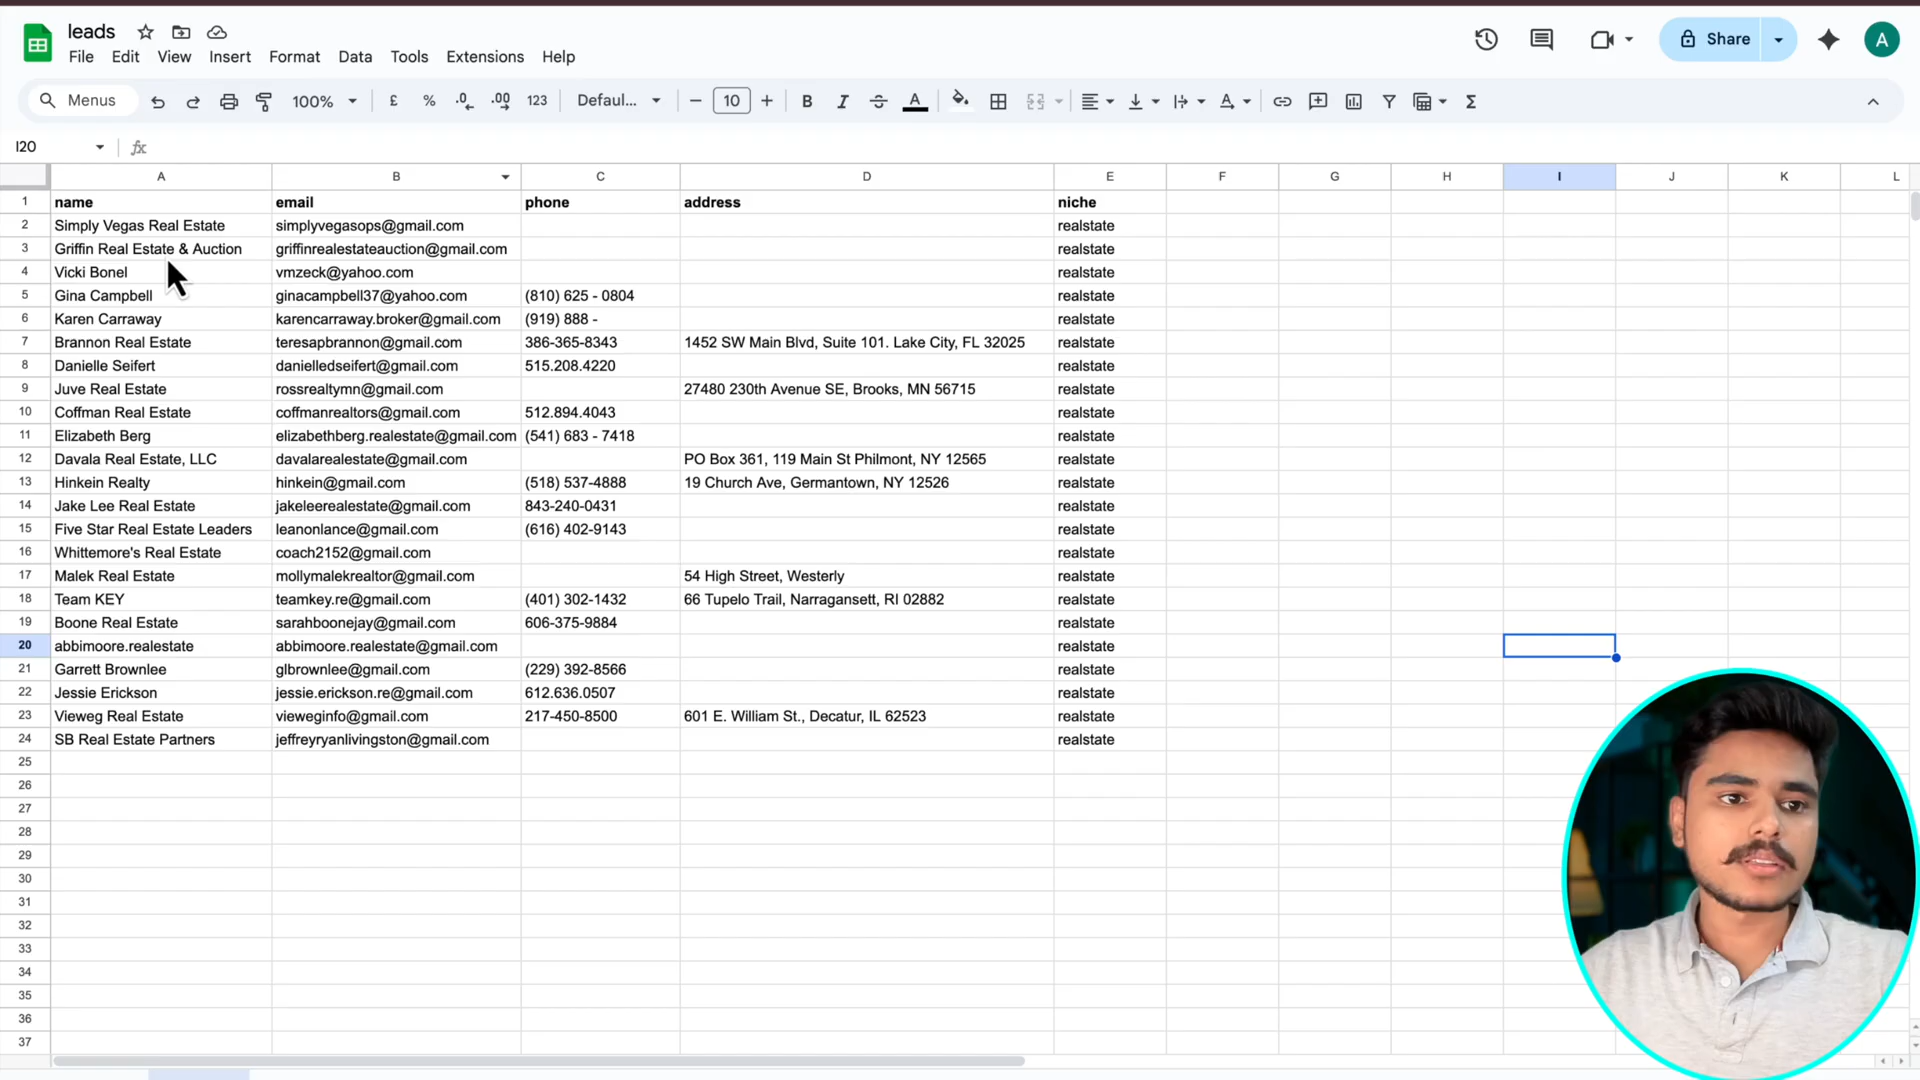 leads
File Edit View Insert Format Data Tools Extensions Help
Share
A
Menus 100% £ % .0 .00 123 Defaul... 10 B I A
I20 fx
A B C D E F G H I J K L
1 name email phone address niche
2 Simply Vegas Real Estate simplyvegasops@gmail.com realstate
3 Griffin Real Estate & Auction griffinrealestateauction@gmail.com realstate
4 Vicki Bonel vmzeck@yahoo.com realstate
5 Gina Campbell ginacampbell37@yahoo.com (810) 625 - 0804 realstate
6 Karen Carraway karencarraway.broker@gmail.com (919) 888 - realstate
7 Brannon Real Estate teresapbrannon@gmail.com 386-365-8343 1452 SW Main Blvd, Suite 101. Lake City, FL 32025 realstate
8 Danielle Seifert danielledseifert@gmail.com 515.208.4220 realstate
9 Juve Real Estate rossrealtymn@gmail.com 27480 230th Avenue SE, Brooks, MN 56715 realstate
10 Coffman Real Estate coffmanrealtors@gmail.com 512.894.4043 realstate
11 Elizabeth Berg elizabethberg.realestate@gmail.com (541) 683 - 7418 realstate
12 Davala Real Estate, LLC davalarealestate@gmail.com PO Box 361, 119 Main St Philmont, NY 12565 realstate
13 Hinkein Realty hinkein@gmail.com (518) 537-4888 19 Church Ave, Germantown, NY 12526 realstate
14 Jake Lee Real Estate jakeleerealestate@gmail.com 843-240-0431 realstate
15 Five Star Real Estate Leaders leanonlance@gmail.com (616) 402-9143 realstate
16 Whittemore's Real Estate coach2152@gmail.com realstate
17 Malek Real Estate mollymalekrealtor@gmail.com 54 High Street, Westerly realstate
18 Team KEY teamkey.re@gmail.com (401) 302-1432 66 Tupelo Trail, Narragansett, RI 02882 realstate
19 Boone Real Estate sarahboonejay@gmail.com 606-375-9884 realstate
20 abbimoore.realestate abbimoore.realestate@gmail.com realstate
21 Garrett Brownlee glbrownlee@gmail.com (229) 392-8566 realstate
22 Jessie Erickson jessie.erickson.re@gmail.com 612.636.0507 realstate
23 Vieweg Real Estate vieweginfo@gmail.com 217-450-8500 601 E. William St., Decatur, IL 62523 realstate
24 SB Real Estate Partners jeffreyryanlivingston@gmail.com realstate
25
26
27
28
29
30
31
32
33
34
35
36
37